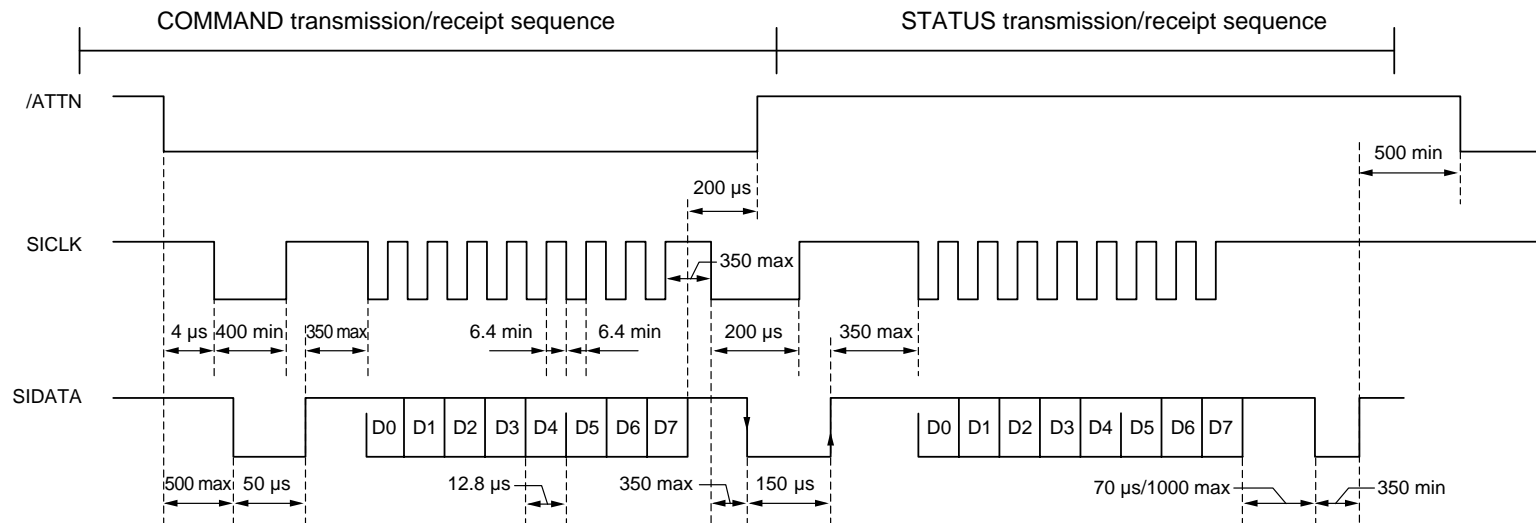 COMMAND transmission/receipt sequence
STATUS transmission/receipt sequence
/ATTN
500 min
200 µs
SICLK
350 max
4 µs
400 min
350 max
6.4 min
6.4 min
200 µs
350 max
SIDATA
D0
D1
D2
D3
D4
D5
D6
D7
D0
D1
D2
D3
D4
D5
D6
D7
500 max
50 µs
12.8 µs
350 max
150 µs
70 µs/1000 max
350 min